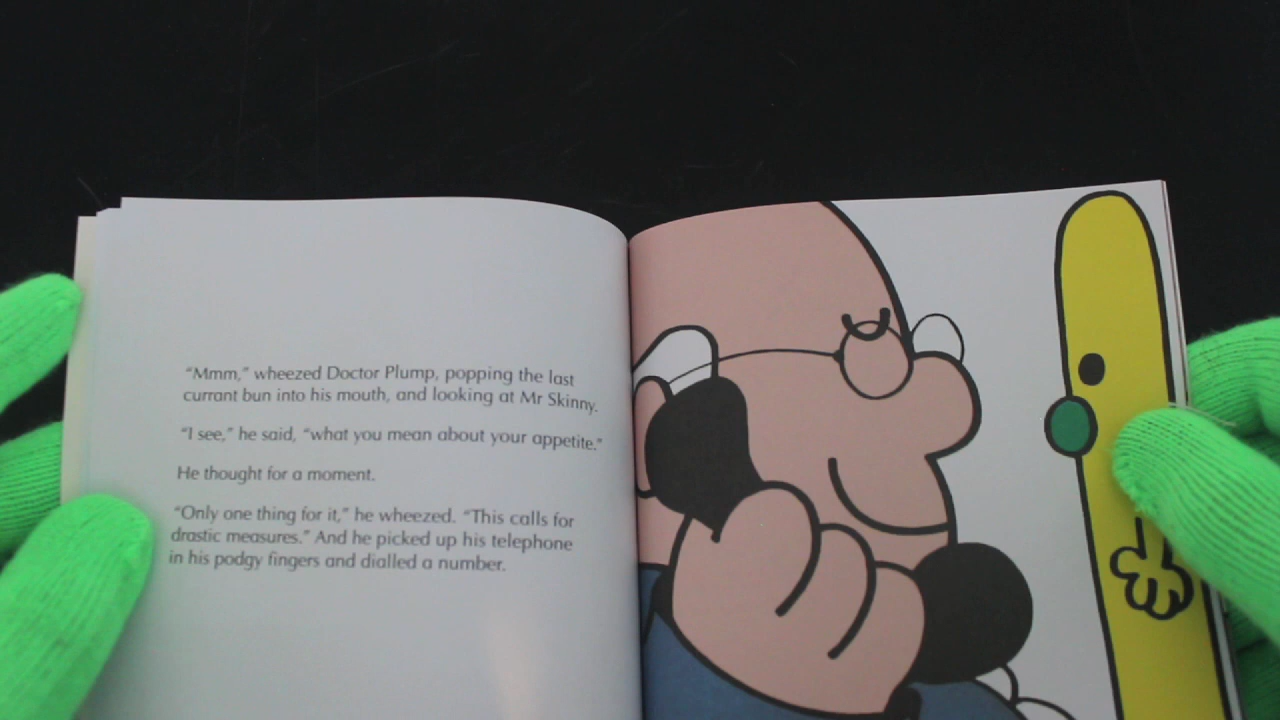 “Mmm,” wheezed Doctor Plump, popping the last
currant bun into his mouth, and looking at Mr Skinny.
“I see,” he said, “what you mean about your appetite.”
He thought for a moment.
“Only one thing for it,” he wheezed. “This calls for
drastic measures.” And he picked up his telephone
in his podgy fingers and dialled a number.